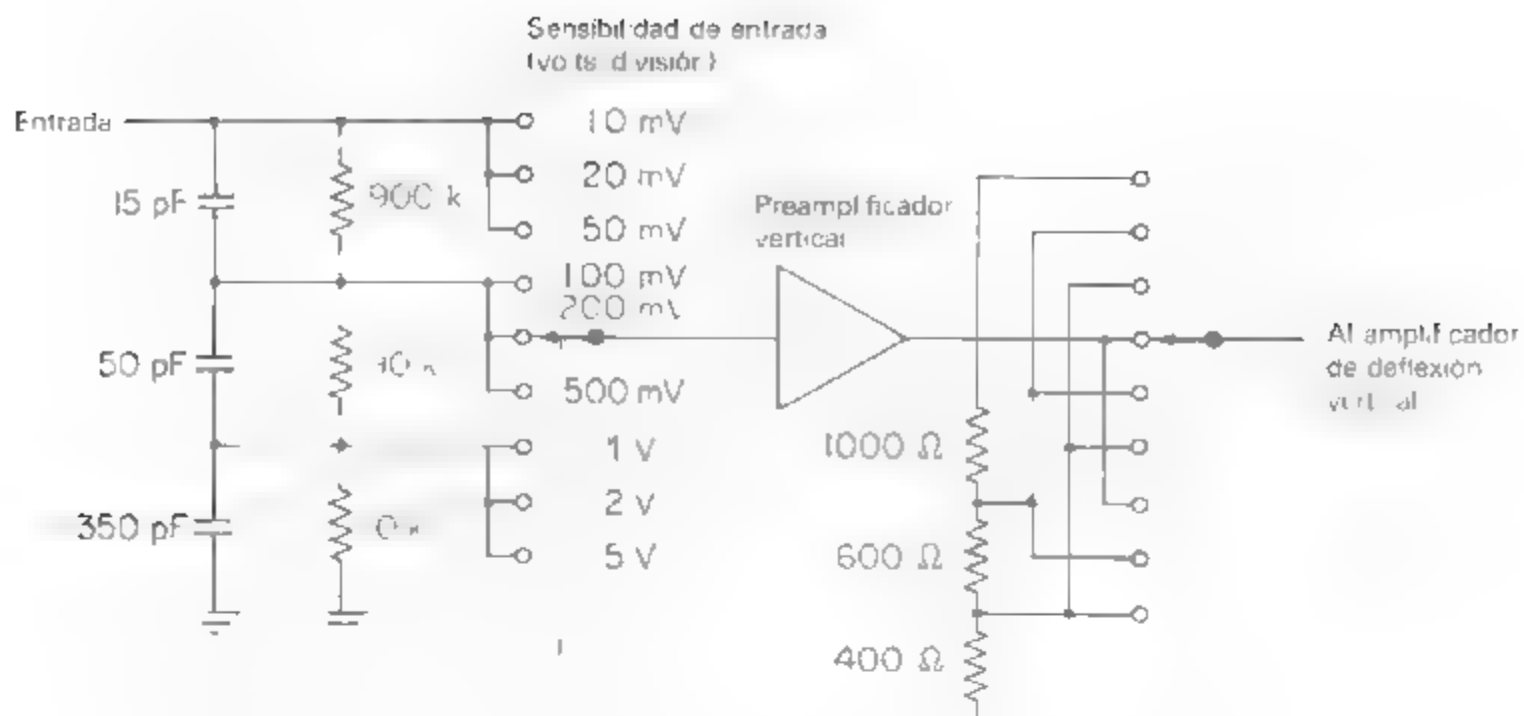 Sensibilidad de entrada
Entrada
10 mV
20 mV
50 mV
100 mV
200 mV
500 mV
1 V
2 V
5 V
15 pF
900 k
50 pF
350 pF
Preamplificador
vertical
1000 Ω
600 Ω
400 Ω
Al amplificador
de deflexión
vertical